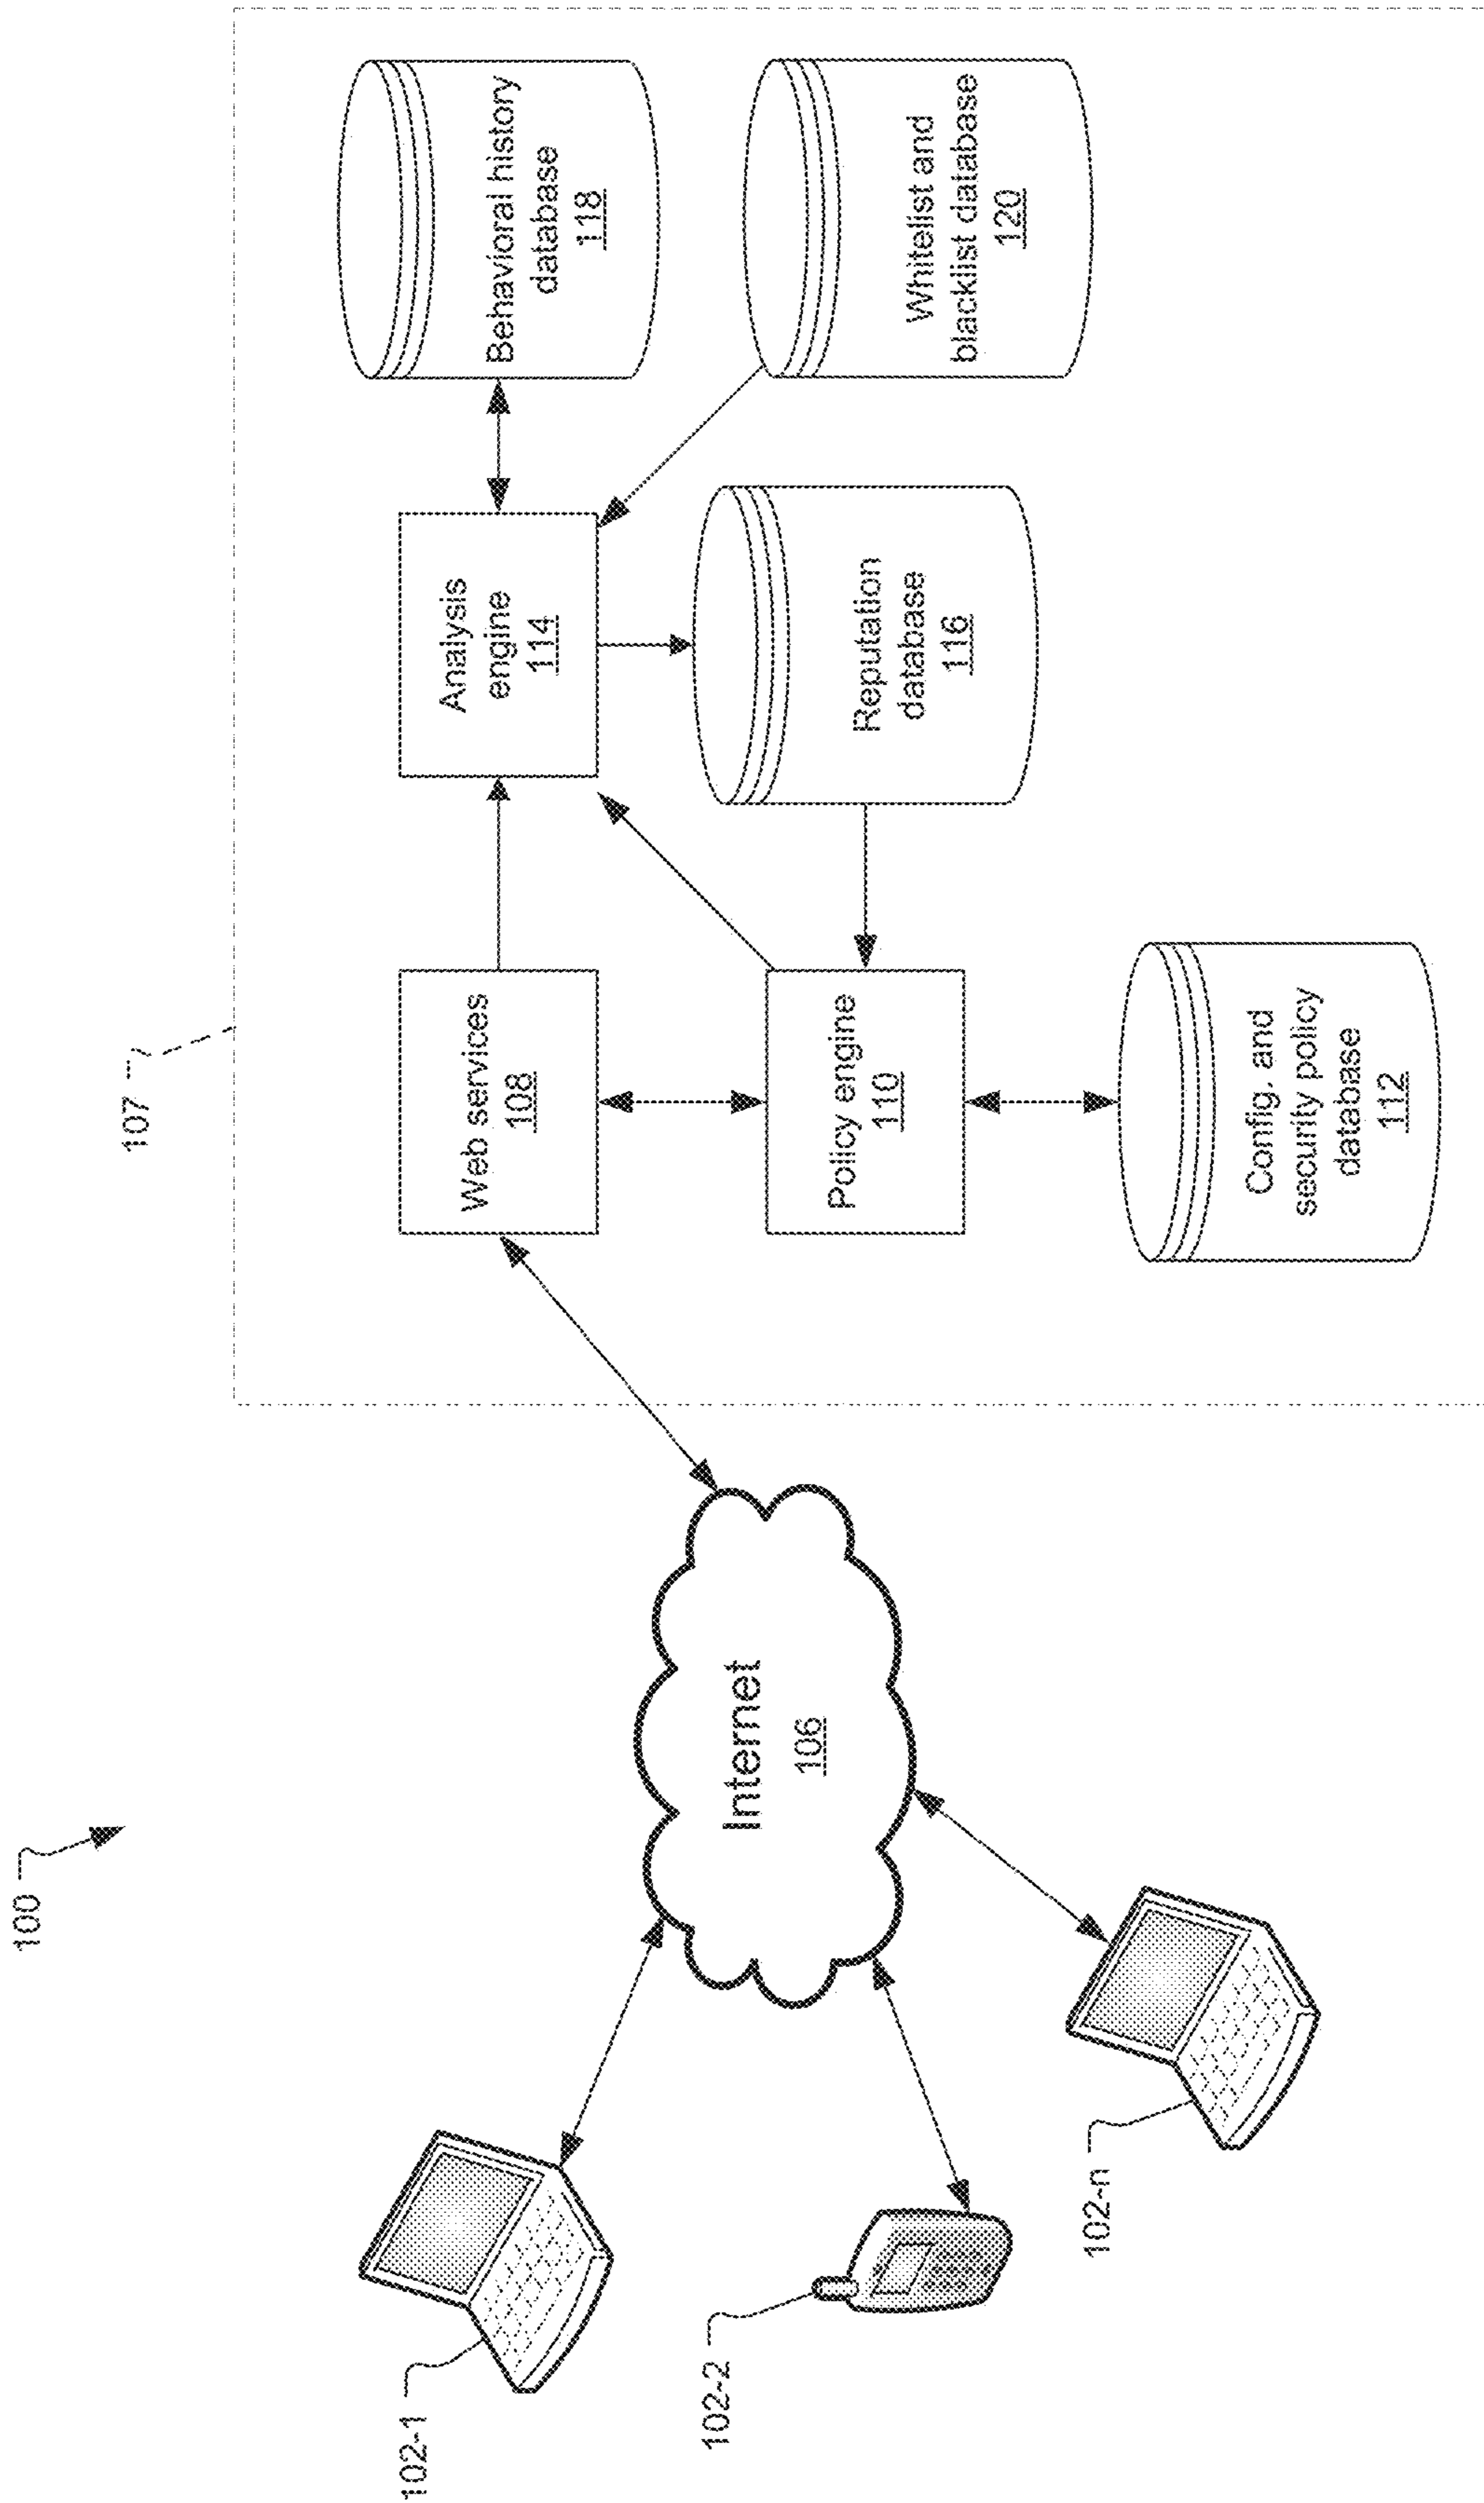 100
107
102-1
102-2
102-n
Internet
106
Web services
108
Policy engine
110
Config. and
security policy
database
112
Analysis
engine
114
Reputation
database
116
Behavioral history
database
118
Whitelist and
blacklist database
120